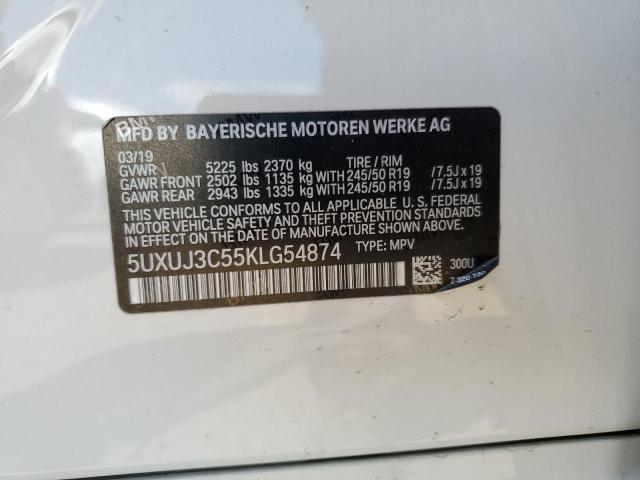 MFD BY BAYERISCHE MOTOREN WERKE AG
03/19
GVWR 5225 lbs 2370 kg TIRE / RIM
GAWR FRONT 2502 lbs 1135 kg WITH 245/50 R19 /7.5J x 19
GAWR REAR 2943 lbs 1335 kg WITH 245/50 R19 /7.5J x 19
THIS VEHICLE CONFORMS TO ALL APPLICABLE U. S. FEDERAL
MOTOR VEHICLE SAFETY STANDARDS IN EFFECT ON THE
DATE OF MANUFACTURE SHOWN ABOVE.
5UXUJ3C55KLG54874 TYPE: MPV
300U
7 320 730